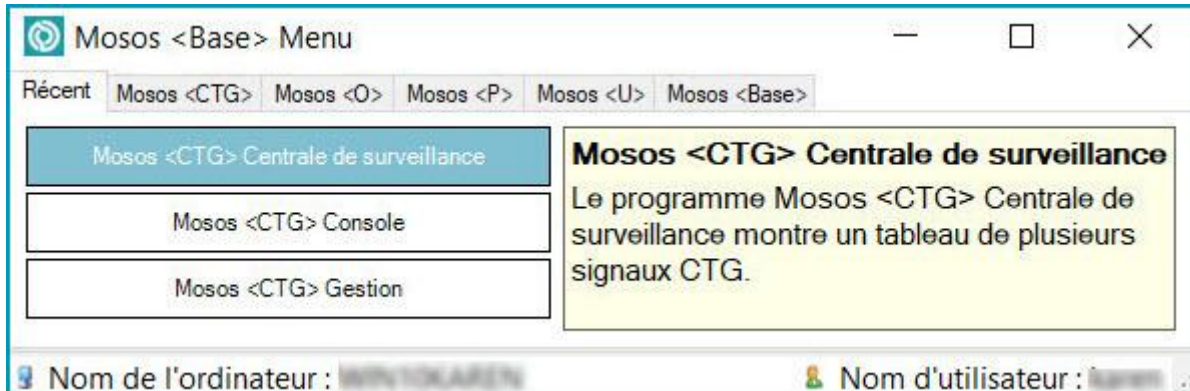 Mosos <Base> Menu
Récent Mosos <CTG> Mosos <O> Mosos <P> Mosos <U> Mosos <Base>
Mosos <CTG> Centrale de surveillance
Mosos <CTG> Console
Mosos <CTG> Gestion
Mosos <CTG> Centrale de surveillance
Le programme Mosos <CTG> Centrale de
surveillance montre un tableau de plusieurs
signaux CTG.
Nom de l'ordinateur :
Nom d'utilisateur :